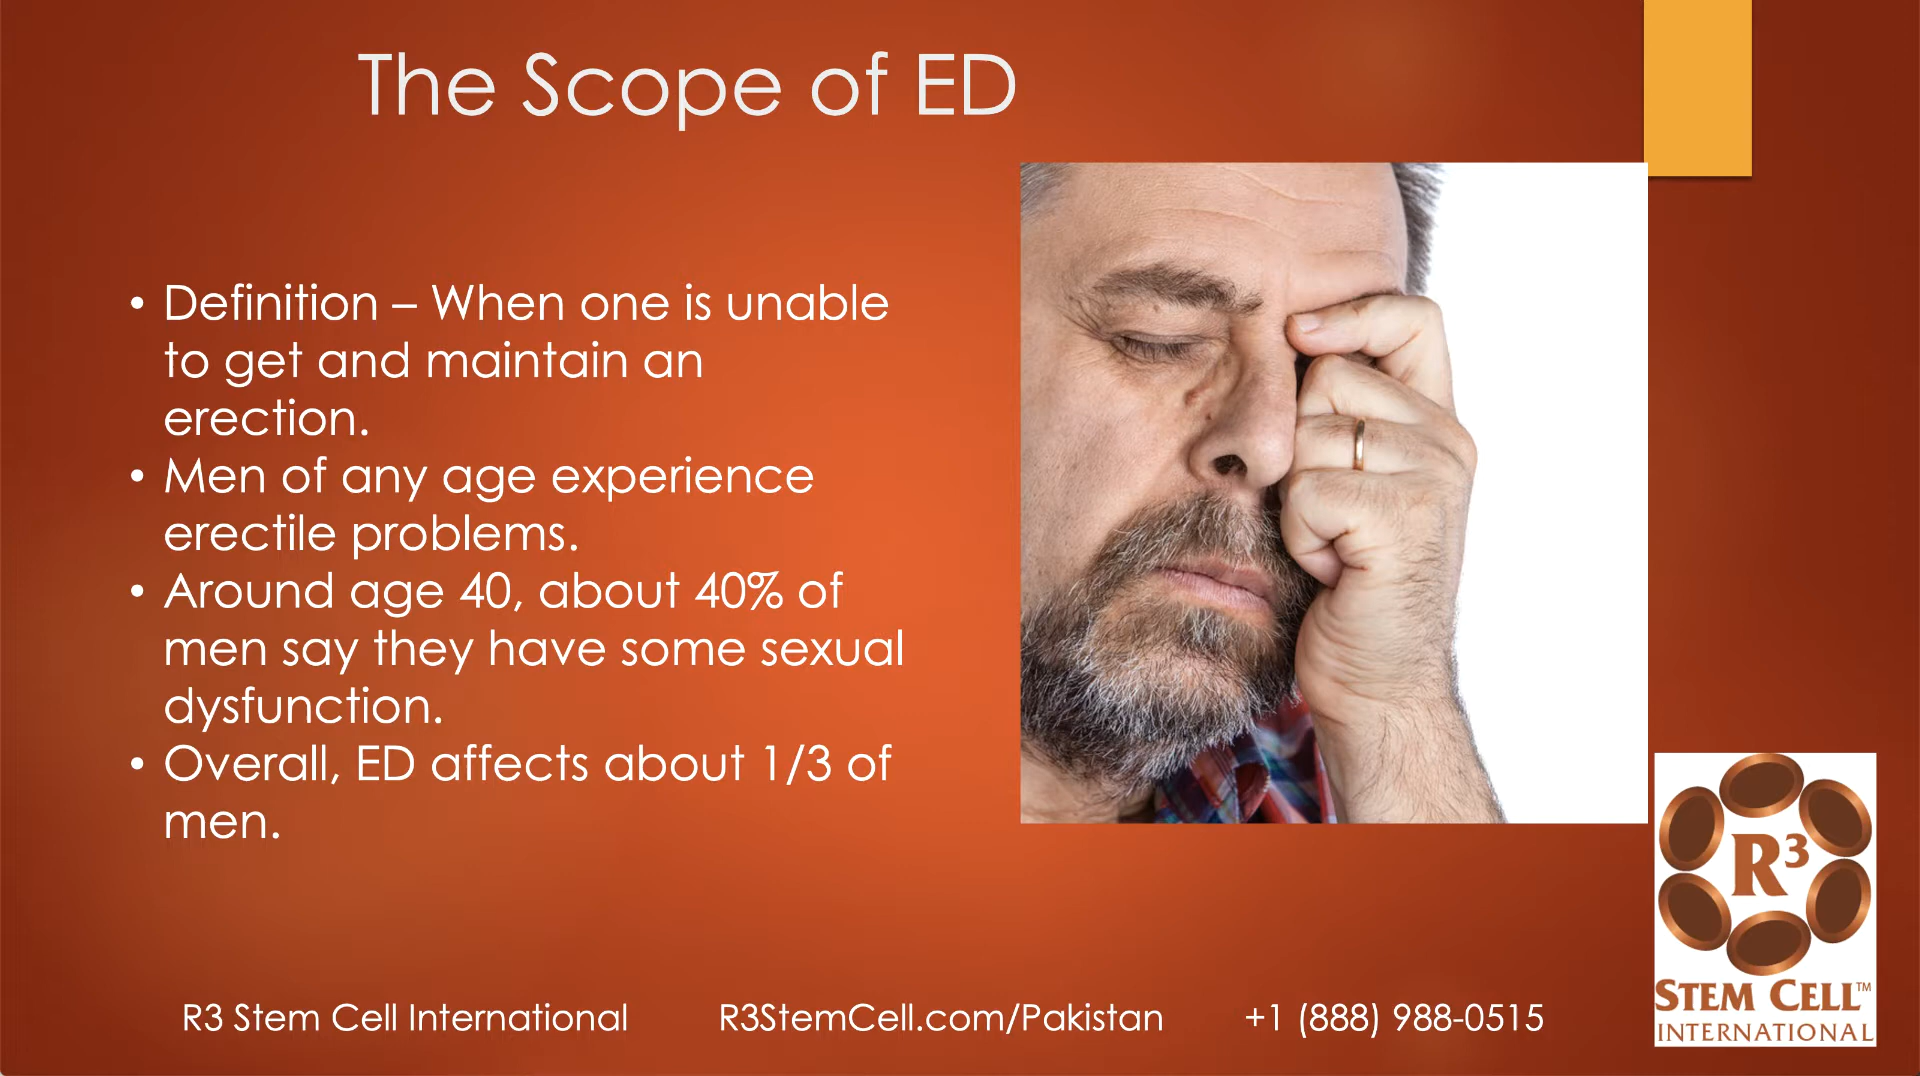 The Scope of ED
• Definition – When one is unable
to get and maintain an
erection.
• Men of any age experience
erectile problems.
• Around age 40, about 40% of
men say they have some sexual
dysfunction.
• Overall, ED affects about 1/3 of
men.
R3
STEM CELL™
INTERNATIONAL
R3 Stem Cell International R3StemCell.com/Pakistan +1 (888) 988-0515